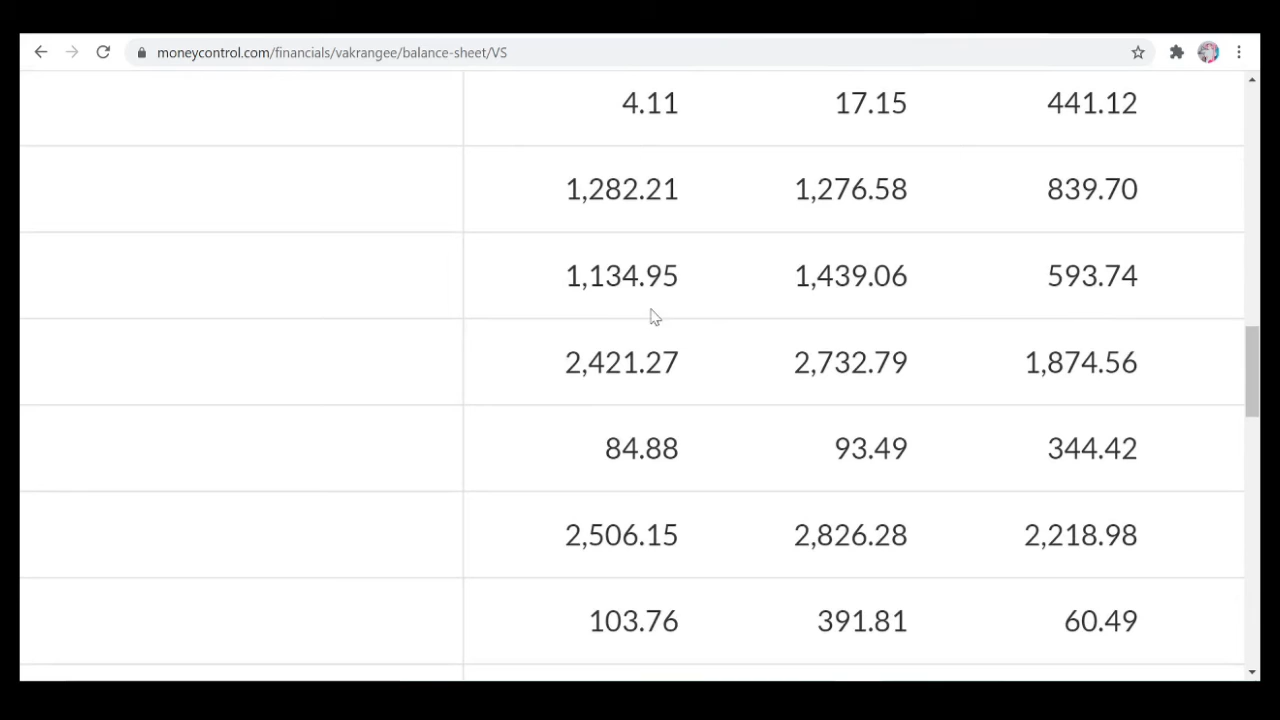 moneycontrol.com/financials/vakrangee/balance-sheet/VS
4.11 17.15 441.12
1,282.21 1,276.58 839.70
1,134.95 1,439.06 593.74
2,421.27 2,732.79 1,874.56
84.88 93.49 344.42
2,506.15 2,826.28 2,218.98
103.76 391.81 60.49